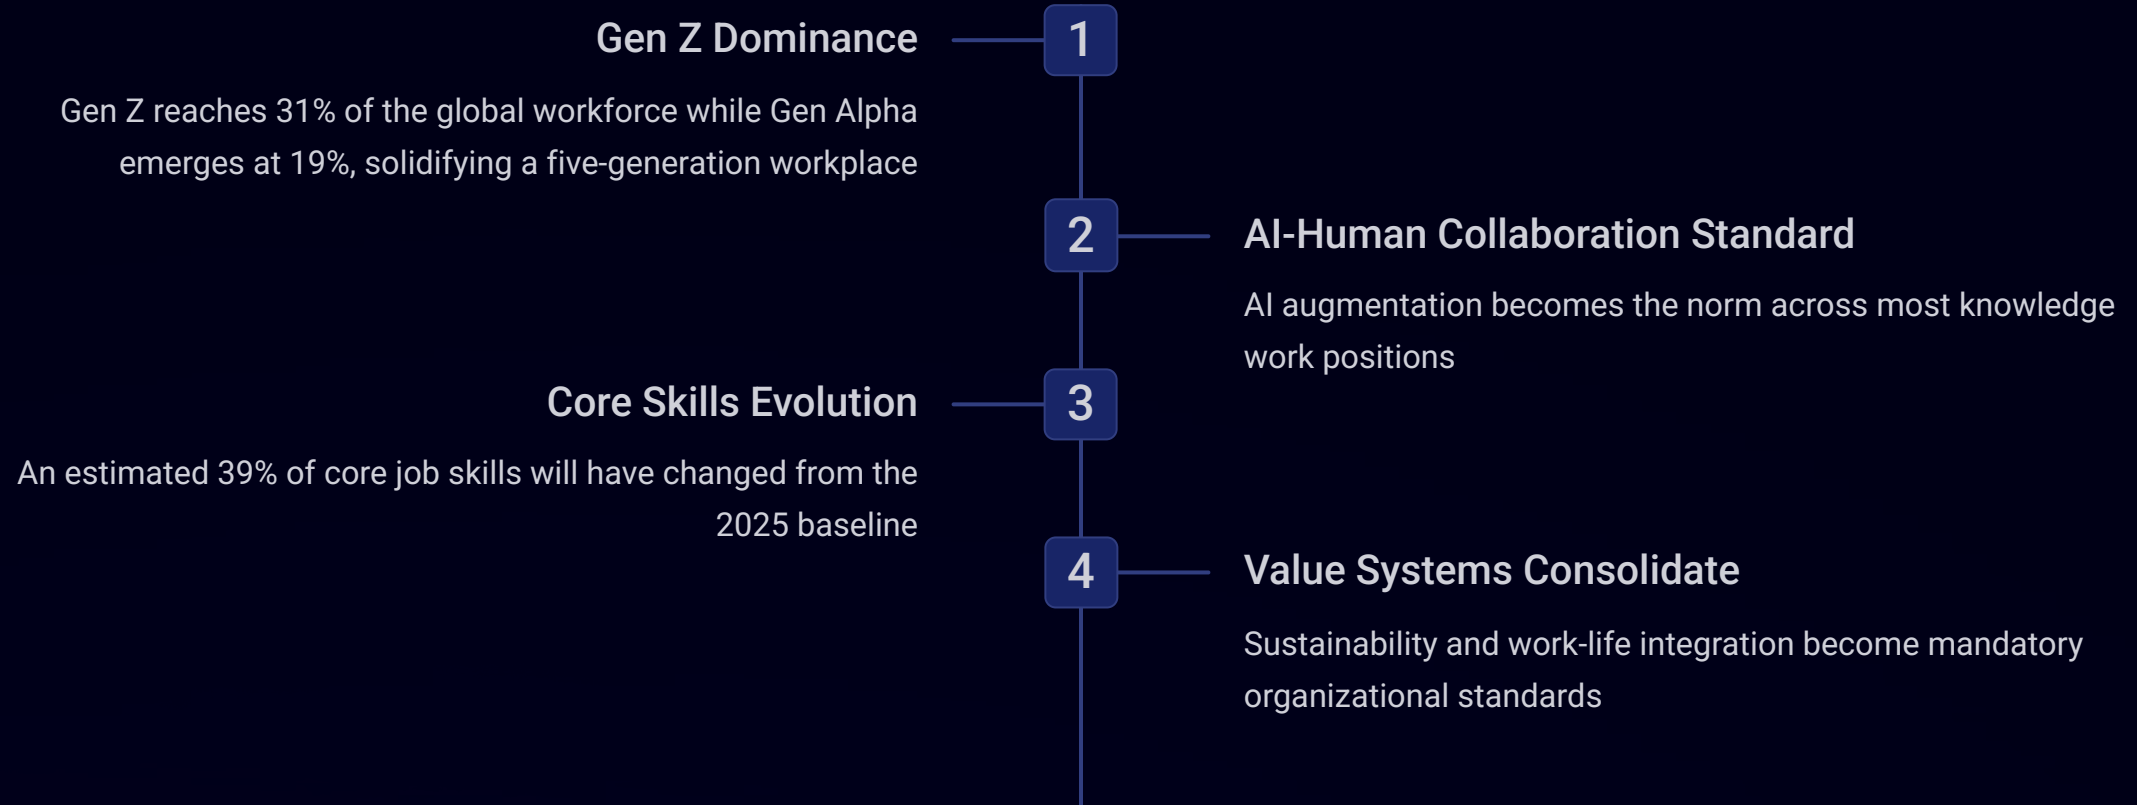 Gen Z Dominance
1
Gen Z reaches 31% of the global workforce while Gen Alpha
emerges at 19%, solidifying a five-generation workplace
2
AI-Human Collaboration Standard
AI augmentation becomes the norm across most knowledge
work positions
Core Skills Evolution
3
An estimated 39% of core job skills will have changed from the
2025 baseline
4
Value Systems Consolidate
Sustainability and work-life integration become mandatory
organizational standards